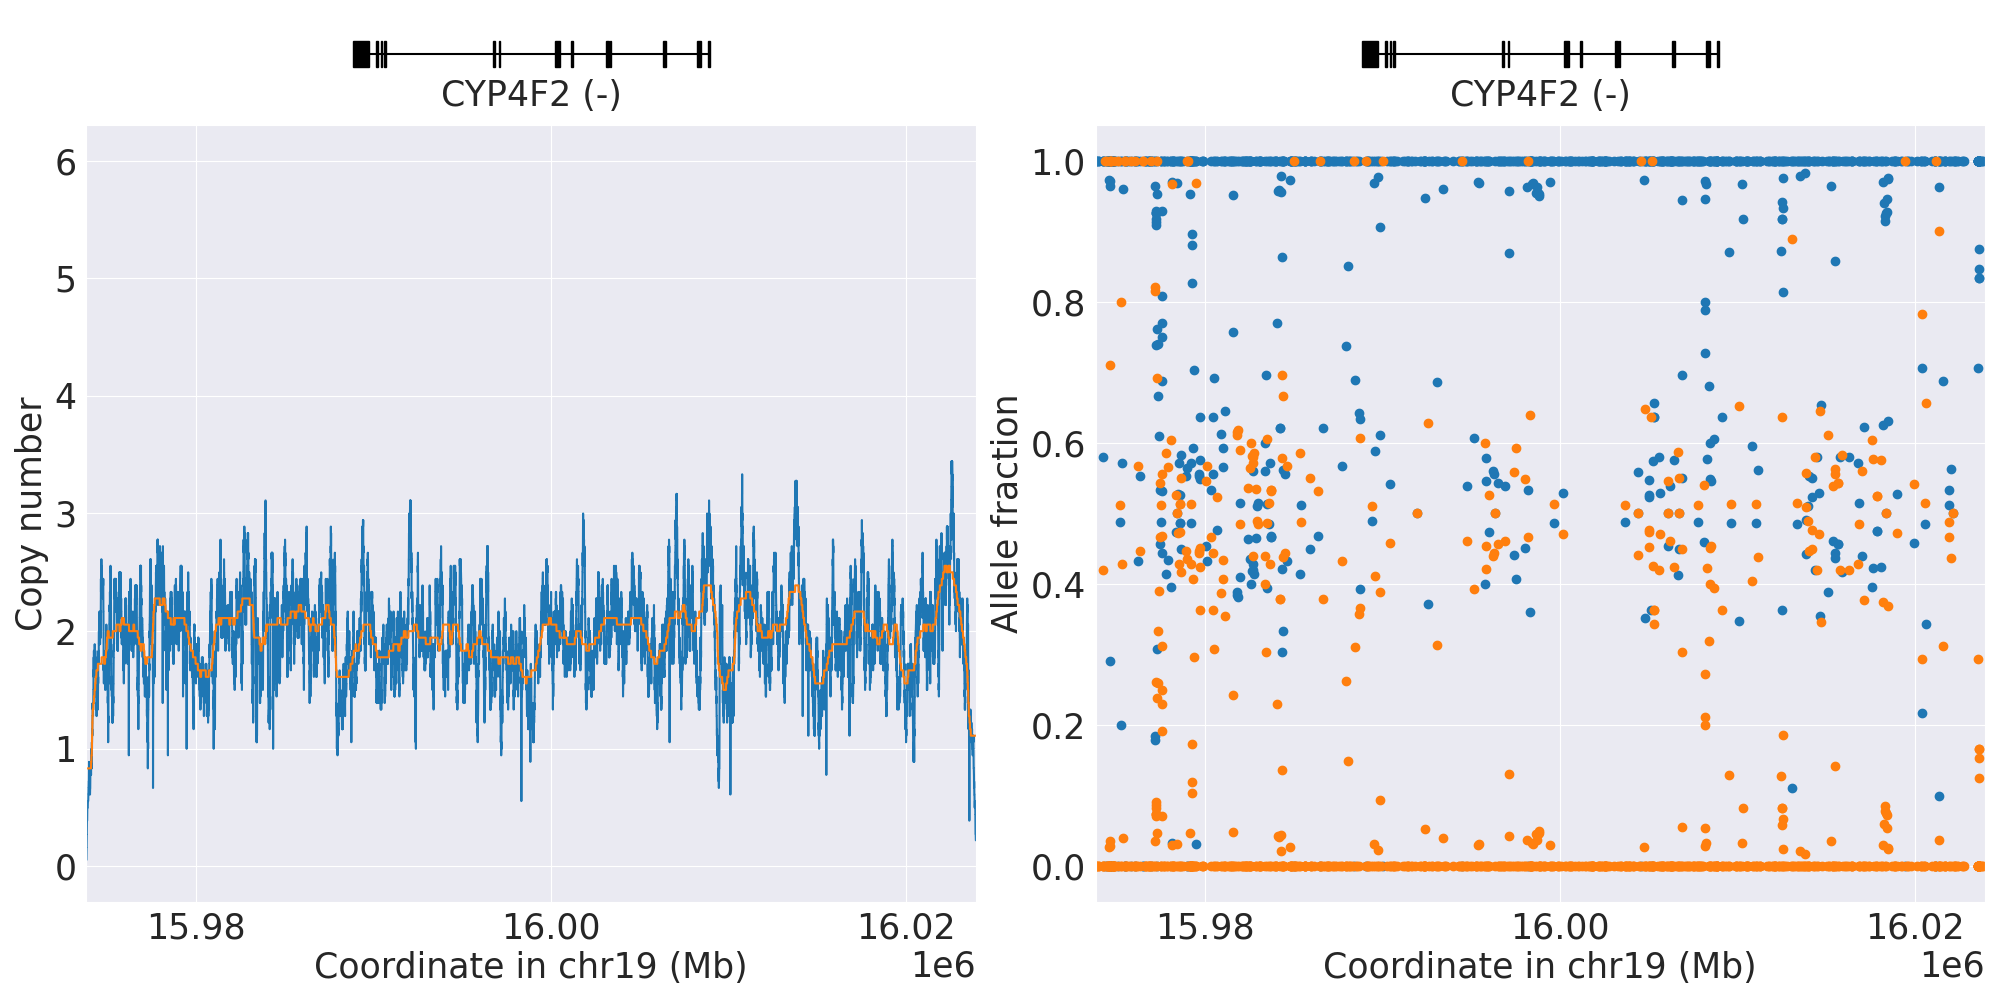 CYP4F2 (-)
6
5
4
3
2
1
0
Copy number
15.98
16.00
16.02
Coordinate in chr19 (Mb)
1e6
CYP4F2 (-)
1.0
0.8
0.6
0.4
0.2
0.0
Allele fraction
15.98
16.00
16.02
Coordinate in chr19 (Mb)
1e6